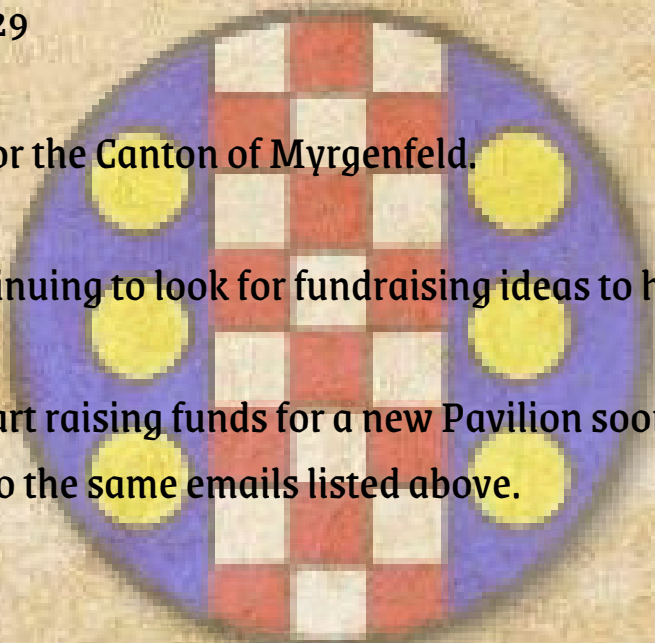 29
or the Canton of Myrgenfeld.
inuing to look for fundraising ideas to h
art raising funds for a new Pavilion soo
o the same emails listed above.